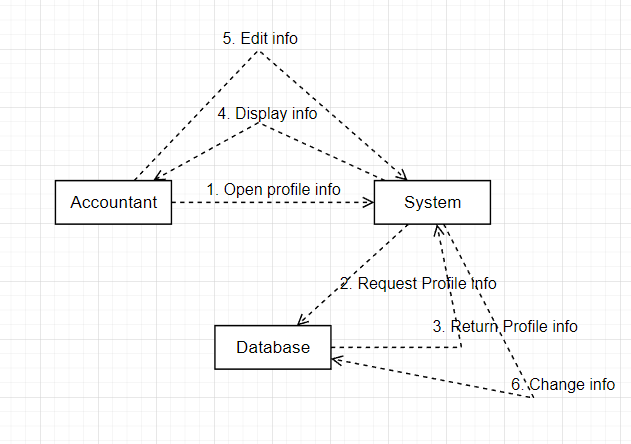 5. Edit info
4. Display info
1. Open profile info
Accountant
System
2. Request Profile Info
3. Return Profile info
Database
6. Change info